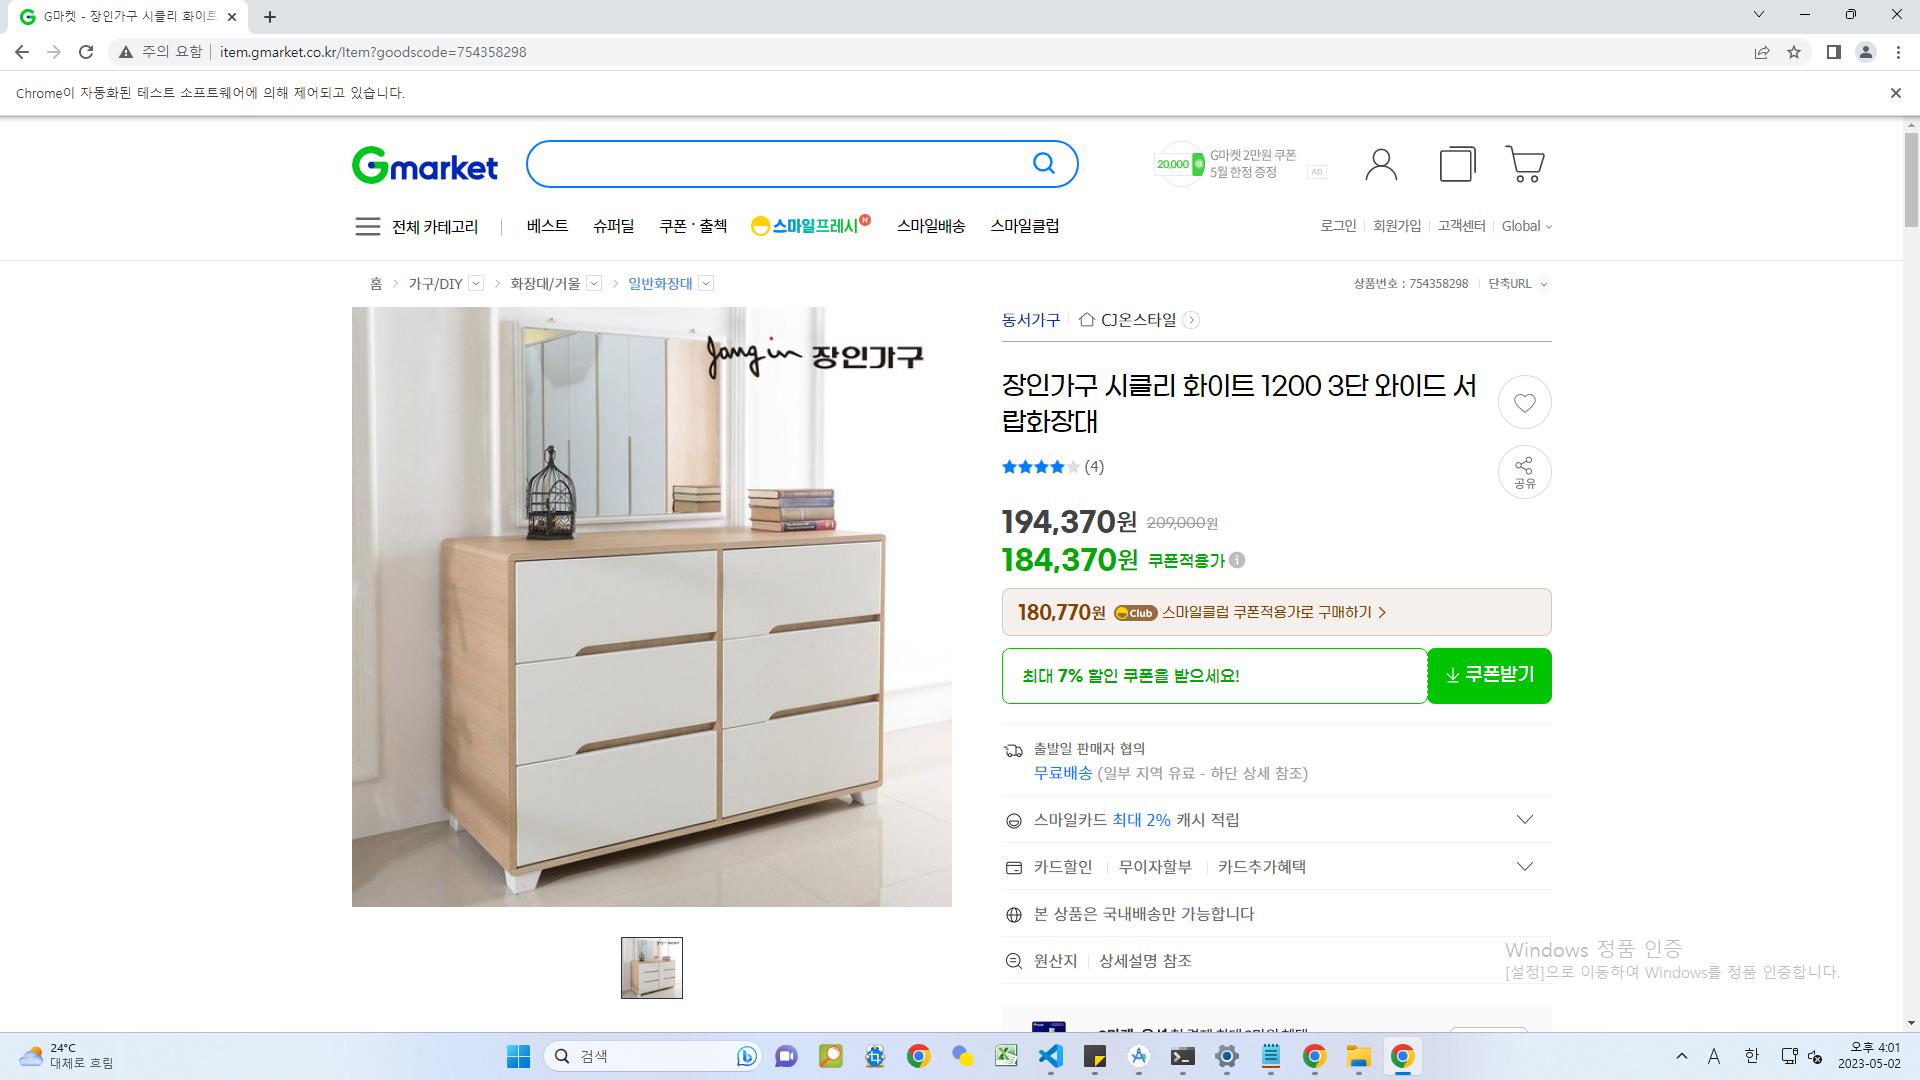 G마켓 - 장인가구 시클리 화이트
주의 요함
item.gmarket.co.kr/Item?goodscode=754358298
Chrome이 자동화된 테스트 소프트웨어에 의해 제어되고 있습니다.
Gmarket
20,000
G마켓 2만원 쿠폰
5월 한정 증정
AD
전체 카테고리
베스트
슈퍼딜
쿠폰 · 출첵
스마일프레시
N
스마일배송
스마일클럽
로그인
회원가입
고객센터
Global
홈
가구/DIY
화장대/거울
일반화장대
상품번호 : 754358298
단축URL
Jangin 장인가구
동서가구
CJ온스타일
장인가구 시클리 화이트 1200 3단 와이드 서
랍화장대
(4)
공유
194,370원 209,000원
184,370원 쿠폰적용가
180,770원 Club 스마일클럽 쿠폰적용가로 구매하기
최대 7% 할인 쿠폰을 받으세요!
쿠폰받기
출발일 판매자 협의
무료배송 (일부 지역 유료 - 하단 상세 참조)
스마일카드 최대 2% 캐시 적립
카드할인
무이자할부
카드추가혜택
본 상품은 국내배송만 가능합니다
원산지
상세설명 참조
Windows 정품 인증
[설정]으로 이동하여 Windows를 정품 인증합니다.
24°C
대체로 흐림
검색
A
한
오후 4:01
2023-05-02